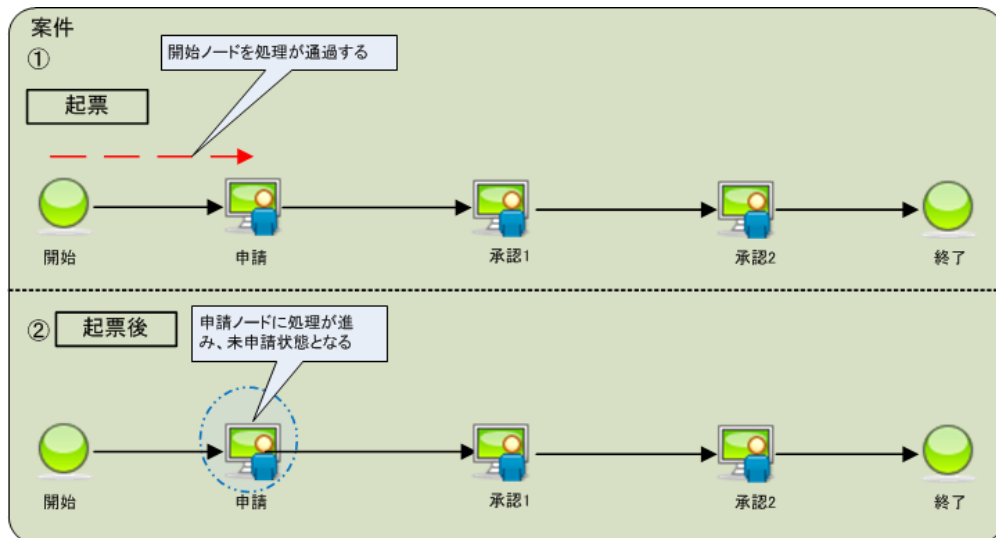 案件
①
開始ノードを処理が通過する
起票
開始
申請
承認1
承認2
終了
②
起票後
申請ノードに処理が進
み、未申請状態となる
開始
申請
承認1
承認2
終了